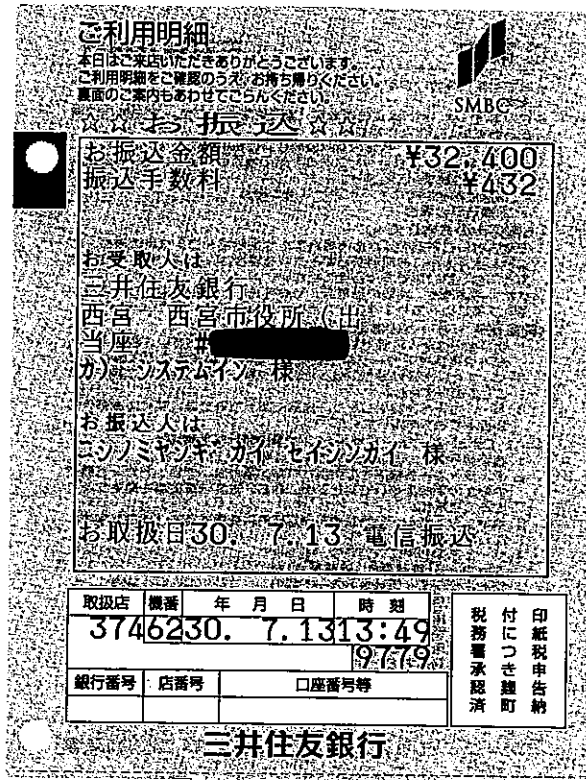 ご利用明細
本日はご来店いただきありがとうございます。
ご利用明細をご確認のうえ、お持ち帰りください。
裏面のご案内もあわせてごらんください。
SMBC
☆☆お振込☆☆
お振込金額 ¥32,400
振込手数料 ¥432
お受取人は
三井住友銀行
西宮 西宮市役所(出
当座 #
カ)システムイン 様
お振込人は
ニシノミヤシギカイ セイシンカイ 様
お取扱日30. 7.13 電信振込
取扱店 機番 年 月 日 時 刻
374 62 30. 7.13 13:49
9779
銀行番号 店番号 口座番号等
印紙税申告納
付につき麹町
税務署承認済
三井住友銀行